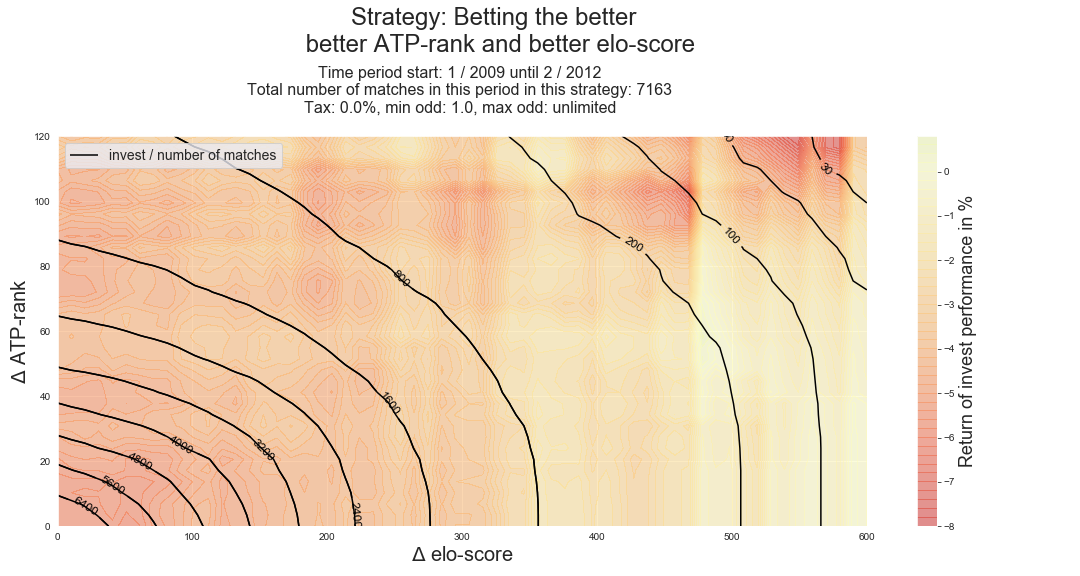 Strategy: Betting the better
better ATP-rank and better elo-score
Time period start: 1 / 2009 until 2 / 2012
Total number of matches in this period in this strategy: 7163
Tax: 0.0%, min odd: 1.0, max odd: unlimited
invest / number of matches
Δ ATP-rank
120
100
80
60
40
20
0
0 100 200 300 400 500 600
Δ elo-score
6400
5600
4800
4000
3200
2400
1600
800
200
100
30
0
−1
−2
−3
−4
−5
−6
−7
−8
Return of invest performance in %